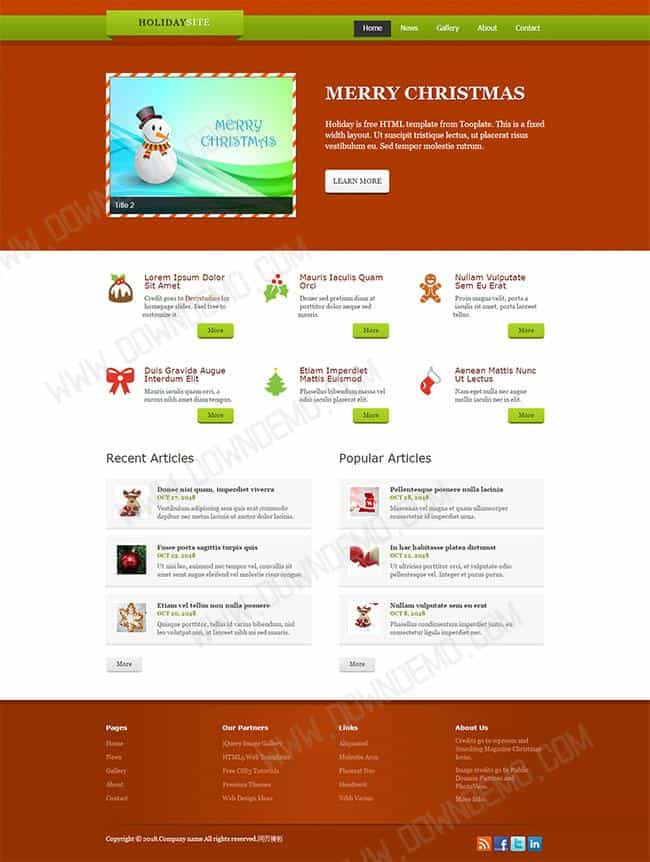 HOLIDAYSITE
Home News Gallery About Contact
MERRY CHRISTMAS
MERRY
CHRISTMAS
Holiday is free HTML template from Tooplate. This is a fixed
width layout. Ut suscipit tristique lectus, ut placerat risus
vestibulum eu. Sed tempor molestie rutrum.
LEARN MORE
Title 2
Lorem Ipsum Dolor
Sit Amet
Credit goes to Devirtuoso for
homepage slider. Feel free to
customize it.
More
Mauris Iaculis Quam
Orci
Donec sed pretium diam at
porttitor dolor neque sed
mauris.
More
Nullam Vulputate
Sem Eu Erat
Proin magna velit, porta a
iaculis sit amet, porta laoreet
tellus.
More
Duis Gravida Augue
Interdum Elit
Mauris iaculis quam orci, a
cursus nibh amet diam tempus.
More
Etiam Imperdiet
Mattis Euismod
Phasellus bibendum massa vel
odio iaculis placerat elit.
More
Aenean Mattis Nunc
Ut Lectus
Nam eget nulla nec augue
mollis iaculis nec in elit.
More
Recent Articles
Donec nisi quam, imperdiet viverra
OCT 27, 2048
Vestibulum adipiscing sem quis erat commodo
dapibus nec metus lacinia ut auctor dolor lacinia.
Fusce porta sagittis turpis quis
OCT 23, 2048
Ut nisi leo, euismod nec tempor vel, convallis sit
amet sem augue eleifend vel molestie risus congue.
Etiam vel tellus non nulla posuere
OCT 20, 2048
Quisque porttitor, tellus id varius bibendum, nisl
leo volutpat nisi, ut laoreet nibh mi sed mauris.
More
Popular Articles
Pellentesque posuere nulla lacinia
OCT 28, 2048
Maecenas vel magna et quam ullamcorper
consectetur id imperdiet urna.
In hac habitasse platea dictumst
OCT 22, 2048
Ut ultricies porttitor orci, et vulputate odio
pellentesque vel. Integer et purus purus.
Nullam vulputate sem eu erat
OCT 8, 2048
Phasellus condimentum imperdiet justo, eu
consectetur ligula imperdiet nec.
More
Pages
Home
News
Gallery
About
Contact
Our Partners
jQuery Image Gallery
HTML5 Web Templates
Free CSS3 Tutorials
Premium Themes
Web Design Ideas
Links
Aliquamed
Molestie Arcu
Placerat Nec
Hendrerit
Nibh Varius
About Us
Credits go to
Smashing Magazine Christmas
Icons.
Image credits go to Public
Domain Pictures and
PhotoVaco.
More Info...
Copyright © 2048 Company name All rights reserved.网页模板
WWW.DOWNDEMO.COM